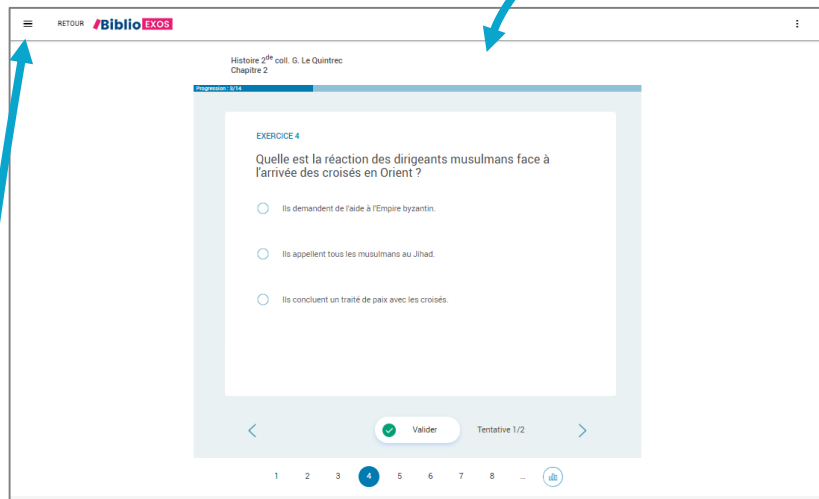 RETOUR /Biblio EXOS
Histoire 2de coll. G. Le Quintrec
Chapitre 2
Progression : 3/14
EXERCICE 4
Quelle est la réaction des dirigeants musulmans face à
l'arrivée des croisés en Orient ?
Ils demandent de l'aide à l'Empire byzantin.
Ils appellent tous les musulmans au Jihad.
Ils concluent un traité de paix avec les croisés.
Valider Tentative 1/2
1 2 3 4 5 6 7 8 ...